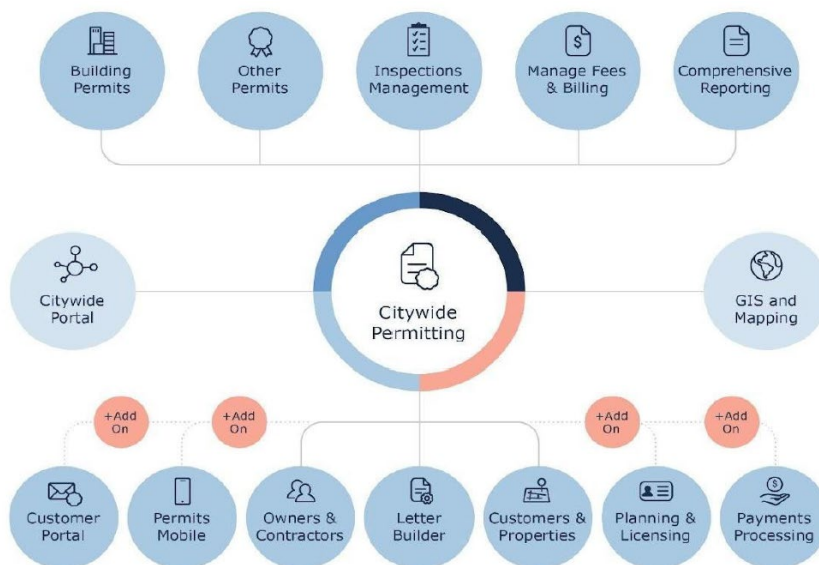 Building
Permits
Other
Permits
Inspections
Management
Manage Fees
& Billing
Comprehensive
Reporting
Citywide
Portal
Citywide
Permitting
GIS and
Mapping
+Add
On
+Add
On
+Add
On
+Add
On
Customer
Portal
Permits
Mobile
Owners &
Contractors
Letter
Builder
Customers &
Properties
Planning &
Licensing
Payments
Processing